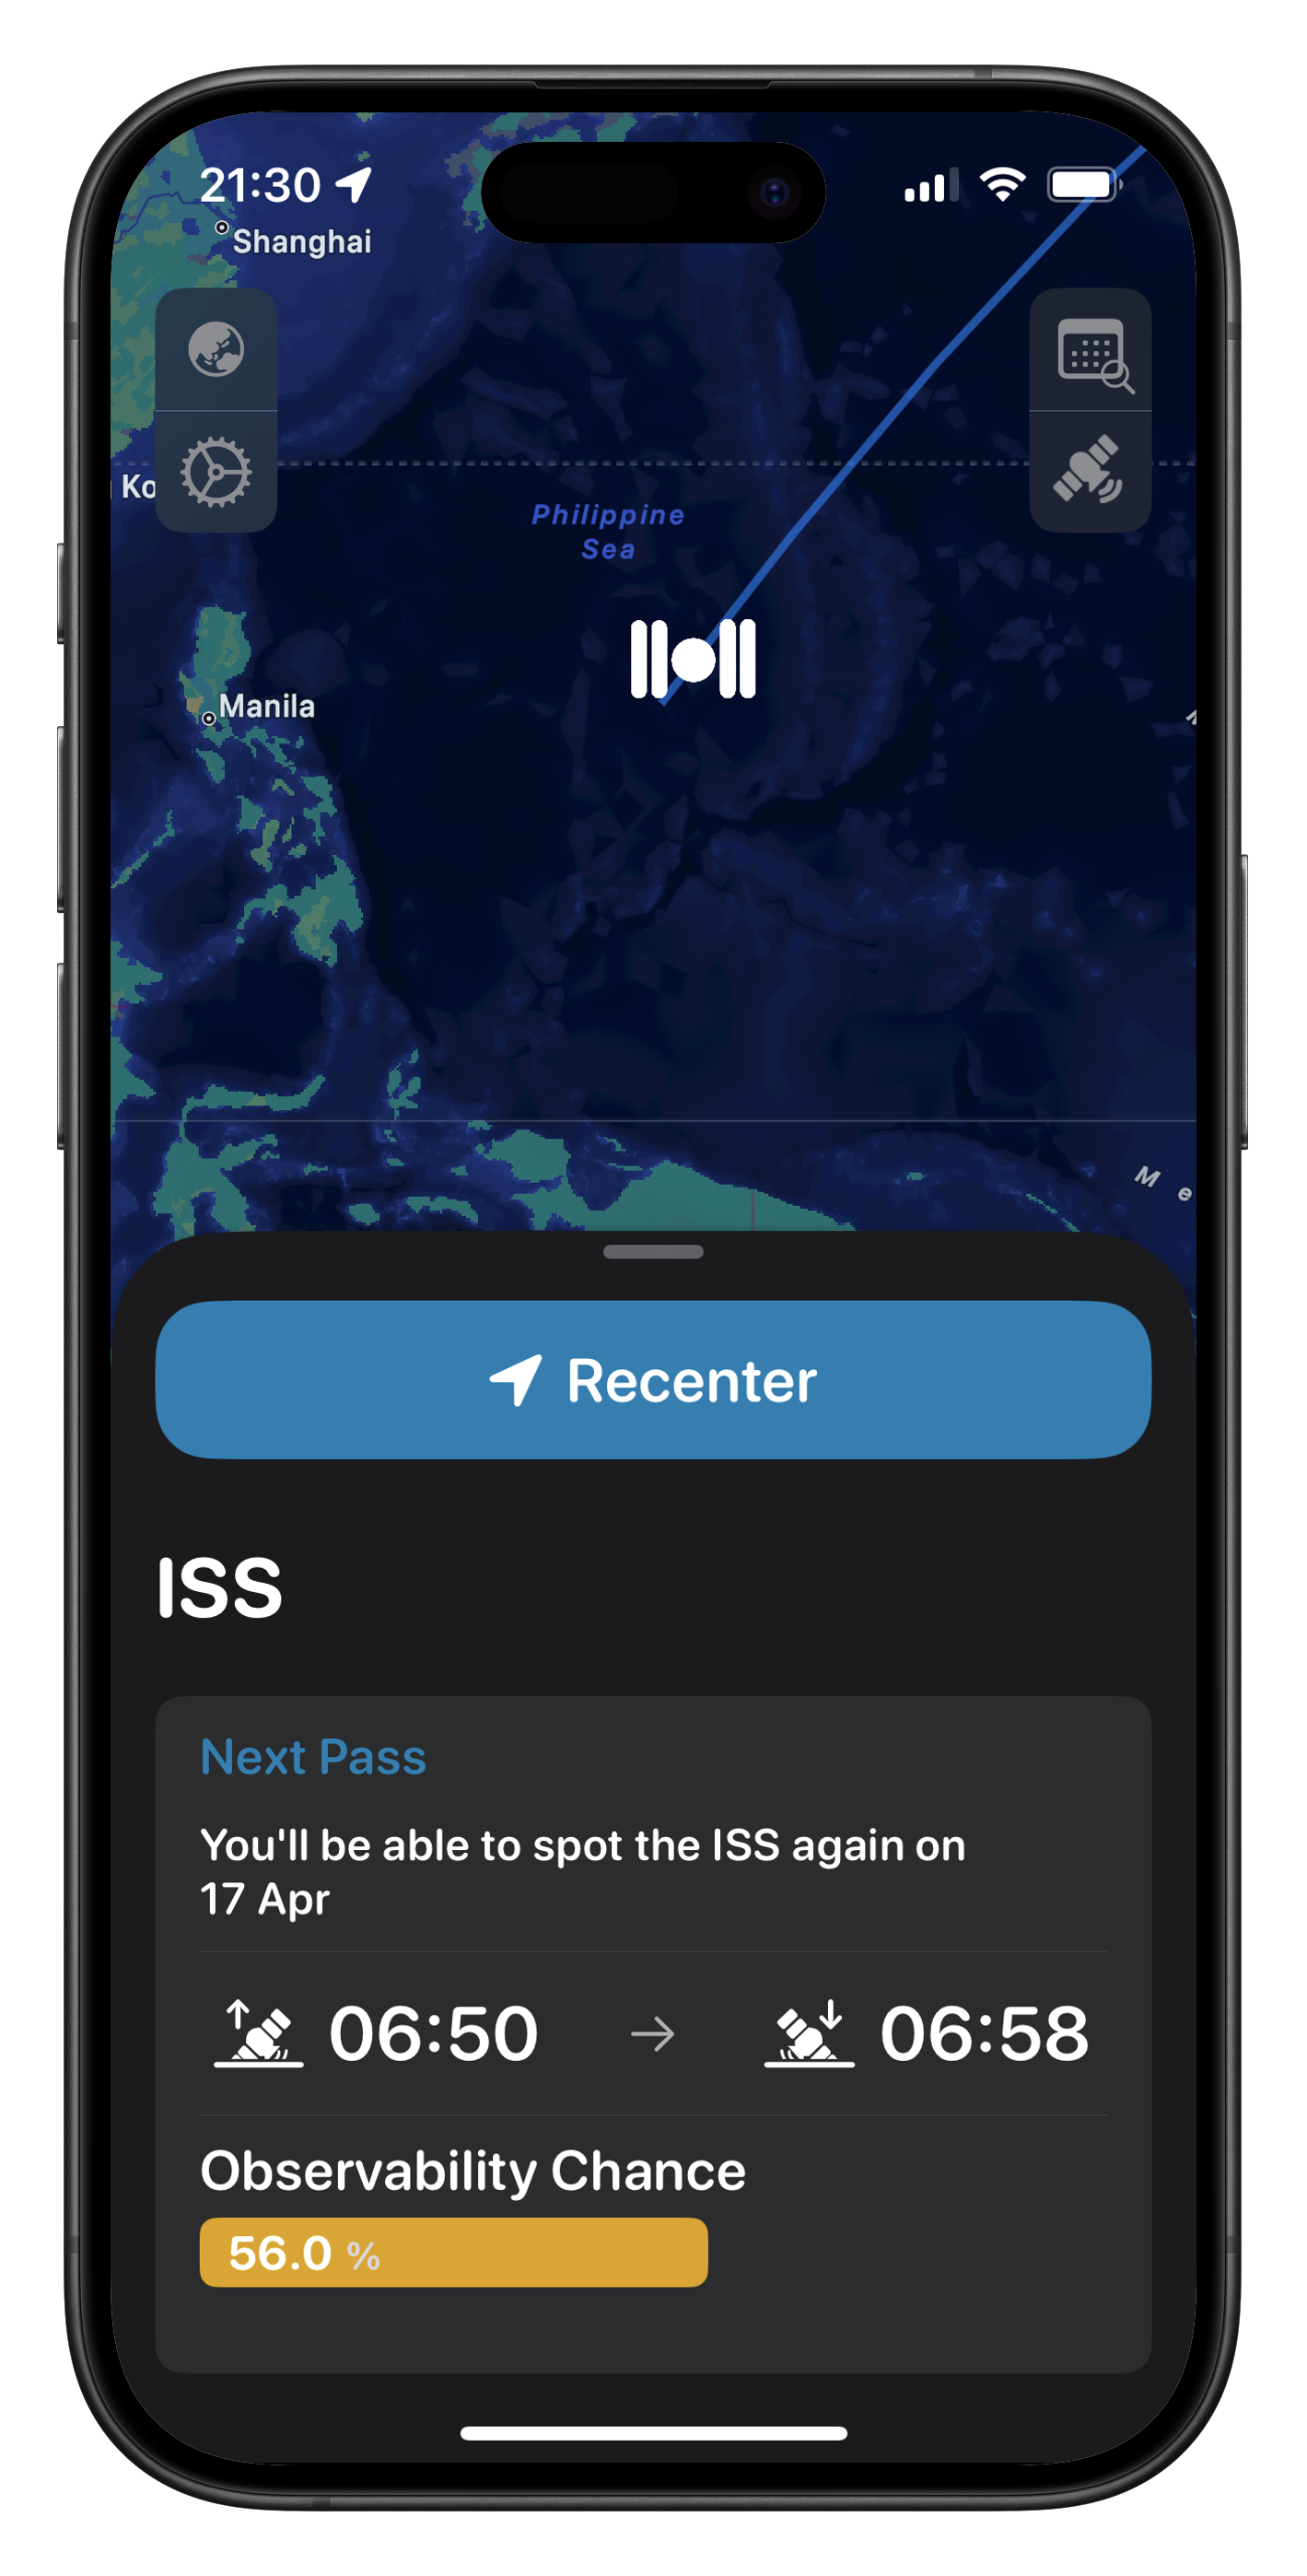 21:30
Shanghai
Ko
Philippine
Sea
Manila
M e
Recenter
ISS
Next Pass
You'll be able to spot the ISS again on
17 Apr
06:50 → 06:58
Observability Chance
56.0 %